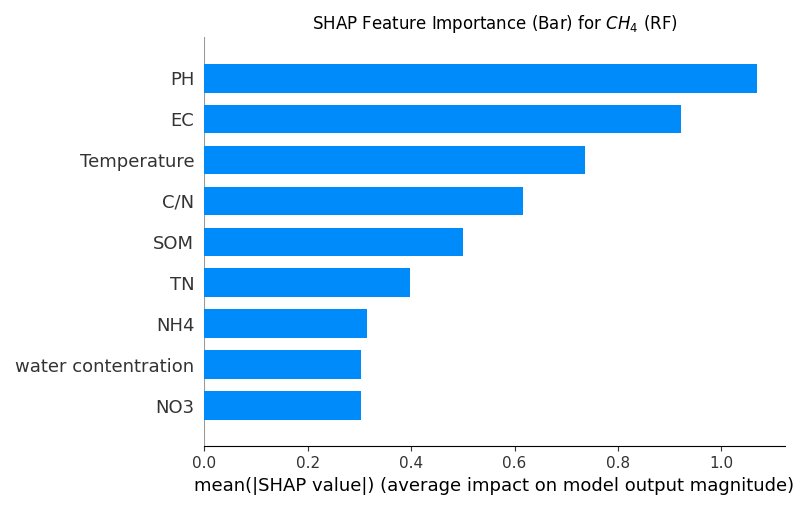 SHAP Feature Importance (Bar) for CH₄ (RF)
PH
EC
Temperature
C/N
SOM
TN
NH4
water contentration
NO3
0.0 0.2 0.4 0.6 0.8 1.0
mean(|SHAP value|) (average impact on model output magnitude)